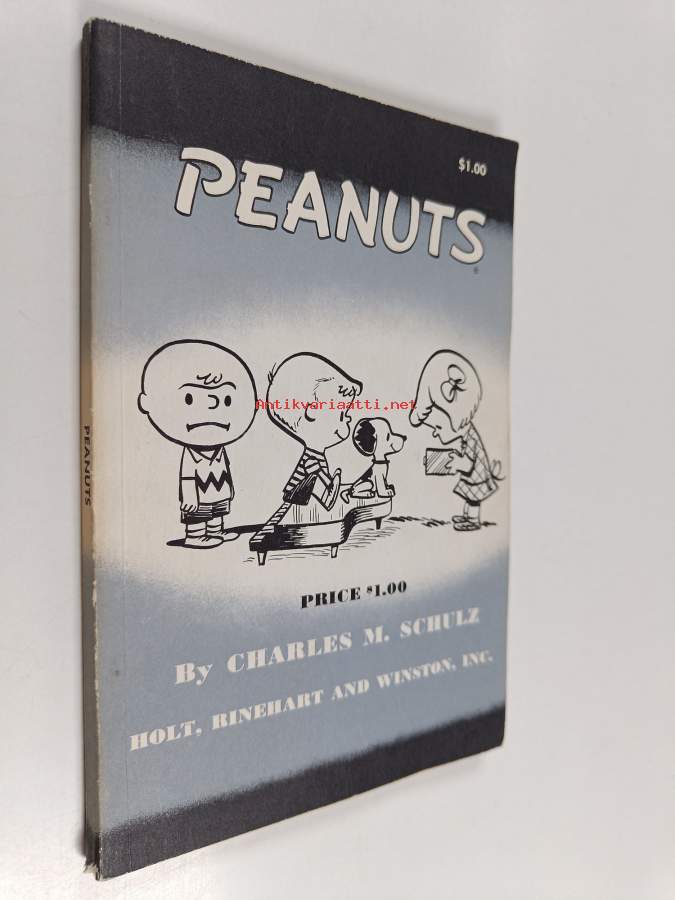 $1.00
PEANUTS
Antikvariaatti.net
PEANUTS
PRICE $1.00
By CHARLES M. SCHULZ
HOLT, RINEHART AND WINSTON, INC.